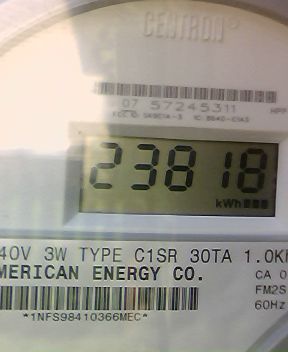 CENTRON
07 57245311
23818
kWh
40V 3W TYPE C1SR 30TA 1.0K
MERICAN ENERGY CO.
CA 0
FM2S
60Hz
*1NFS98410366MEC*